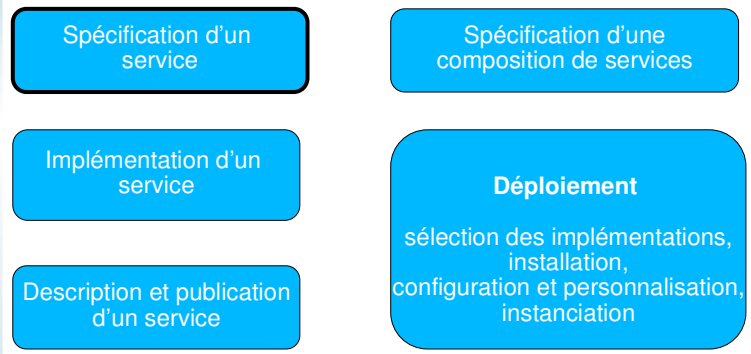 Spécification d'un
service
Implémentation d'un
service
Description et publication
d'un service
Spécification d'une
composition de services
Déploiement
sélection des implémentations,
installation,
configuration et personnalisation,
instanciation